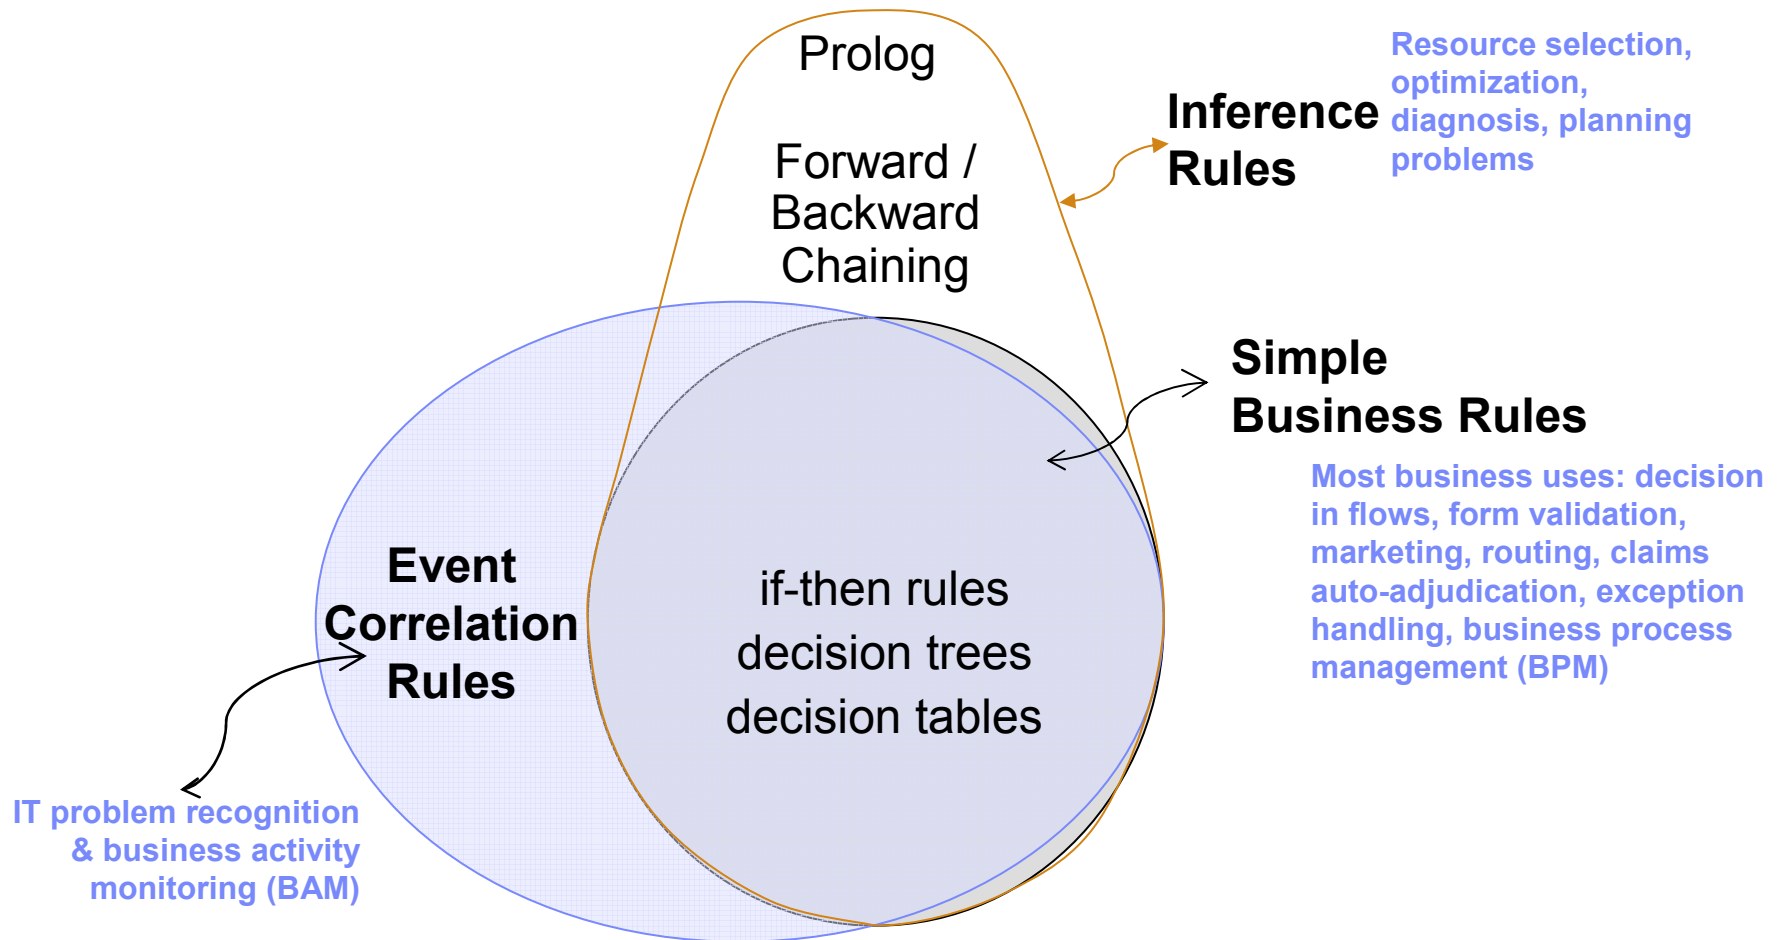 Prolog
Forward /
Backward
Chaining
Inference
Rules
Resource selection,
optimization,
diagnosis, planning
problems
Simple
Business Rules
Most business uses: decision
in flows, form validation,
marketing, routing, claims
auto-adjudication, exception
handling, business process
management (BPM)
Event
Correlation
Rules
if-then rules
decision trees
decision tables
IT problem recognition
& business activity
monitoring (BAM)